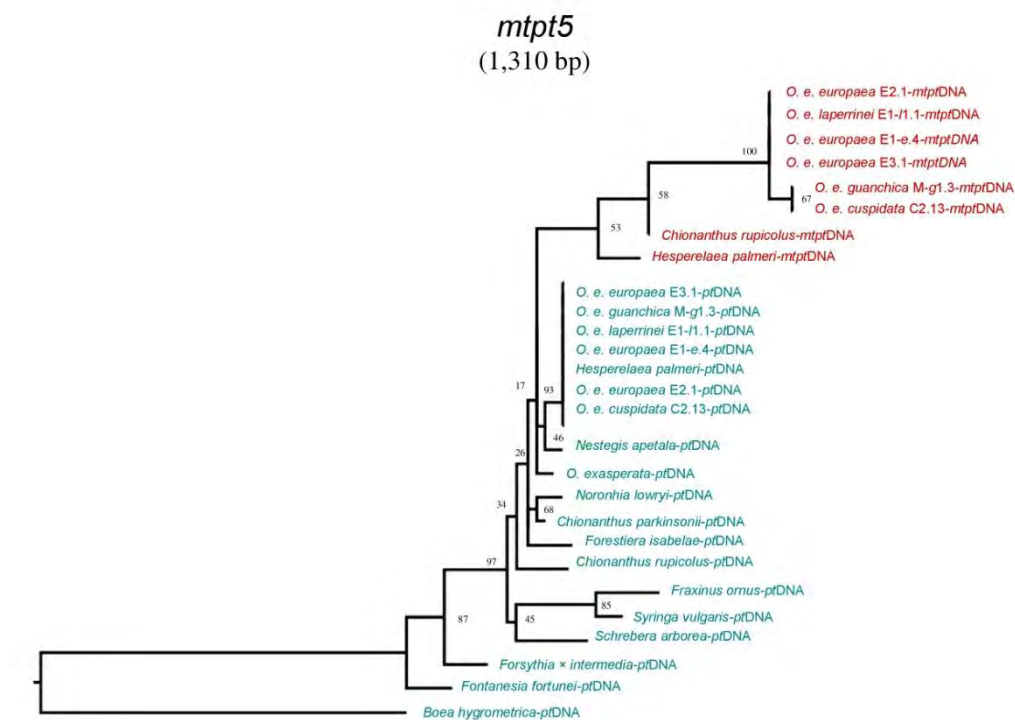 mtpt5
(1,310 bp)
O. e. europaea E2.1-mtptDNA
O. e. laperrinei E1-l1.1-mtptDNA
100
O. e. europaea E1-e.4-mtptDNA
O. e. europaea E3.1-mtptDNA
58
67
O. e. guanchica M-g1.3-mtptDNA
O. e. cuspidata C2.13-mtptDNA
53
Chionanthus rupicolus-mtptDNA
Hesperelaea palmeri-mtptDNA
O. e. europaea E3.1-ptDNA
O. e. guanchica M-g1.3-ptDNA
O. e. laperrinei E1-l1.1-ptDNA
O. e. europaea E1-e.4-ptDNA
Hesperelaea palmeri-ptDNA
17
93
O. e. europaea E2.1-ptDNA
O. e. cuspidata C2.13-ptDNA
46
Nestegis apetala-ptDNA
26
O. exasperata-ptDNA
Noronhia lowryi-ptDNA
34
68
Chionanthus parkinsonii-ptDNA
Forestiera isabelae-ptDNA
97
Chionanthus rupicolus-ptDNA
Fraxinus ornus-ptDNA
85
87
45
Syringa vulgaris-ptDNA
Schrebera arborea-ptDNA
Forsythia × intermedia-ptDNA
Fontanesia fortunei-ptDNA
Boea hygrometrica-ptDNA